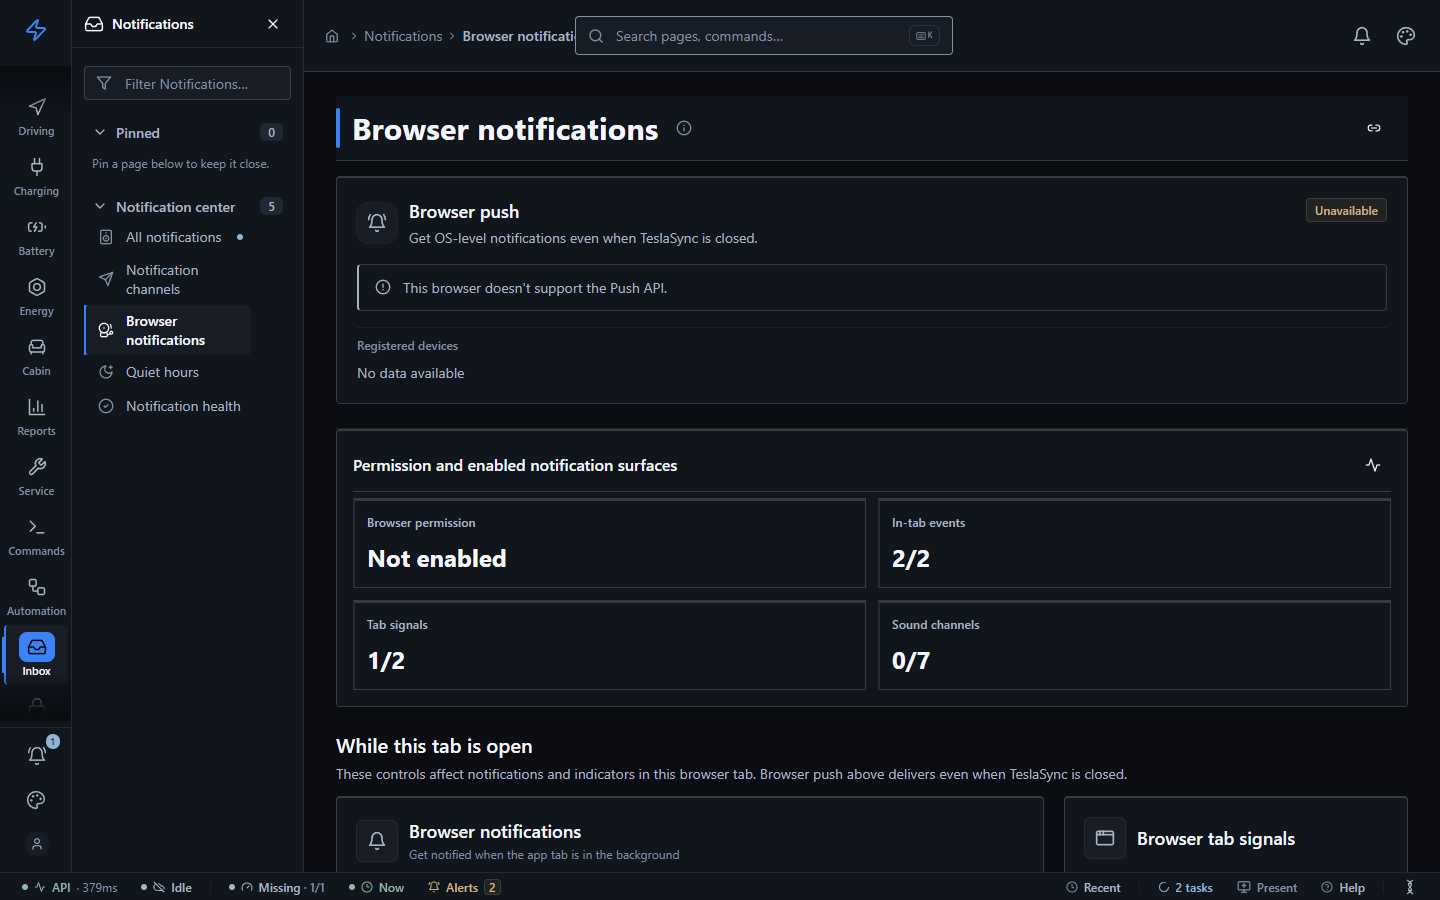 Notifications
Driving
Charging
Battery
Energy
Cabin
Reports
Service
Commands
Automation
Inbox
1
Filter Notifications...
Pinned 0
Pin a page below to keep it close.
Notification center 5
All notifications
Notification
channels
Browser
notifications
Quiet hours
Notification health
Notifications
Search pages, commands...
K
Browser notifications
Browser push
Unavailable
Get OS-level notifications even when TeslaSync is closed.
This browser doesn't support the Push API.
Registered devices
No data available
Permission and enabled notification surfaces
Browser permission
Not enabled
In-tab events
2/2
Tab signals
1/2
Sound channels
0/7
While this tab is open
These controls affect notifications and indicators in this browser tab. Browser push above delivers even when TeslaSync is closed.
Browser notifications
Get notified when the app tab is in the background
Browser tab signals
API · 379ms
Idle
Missing · 1/1
Now
Alerts 2
Recent
2 tasks
Present
Help